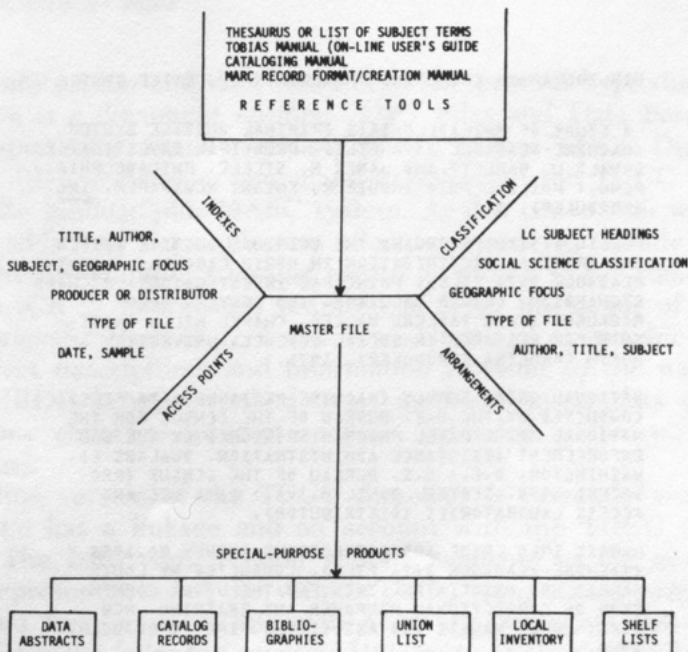 THESAURUS OR LIST OF SUBJECT TERMS
TOBIAS MANUAL (ON-LINE USER'S GUIDE
CATALOGING MANUAL
MARC RECORD FORMAT/CREATION MANUAL
REFERENCE TOOLS
INDEXES
CLASSIFICATION
TITLE, AUTHOR,
SUBJECT, GEOGRAPHIC FOCUS
PRODUCER OR DISTRIBUTOR
TYPE OF FILE
DATE, SAMPLE
LC SUBJECT HEADINGS
SOCIAL SCIENCE CLASSIFICATION
GEOGRAPHIC FOCUS
TYPE OF FILE
AUTHOR, TITLE, SUBJECT
MASTER FILE
ACCESS POINTS
ARRANGEMENTS
SPECIAL-PURPOSE PRODUCTS
DATA
ABSTRACTS
CATALOG
RECORDS
BIBLIO-
GRAPHIES
UNION
LIST
LOCAL
INVENTORY
SHELF
LISTS